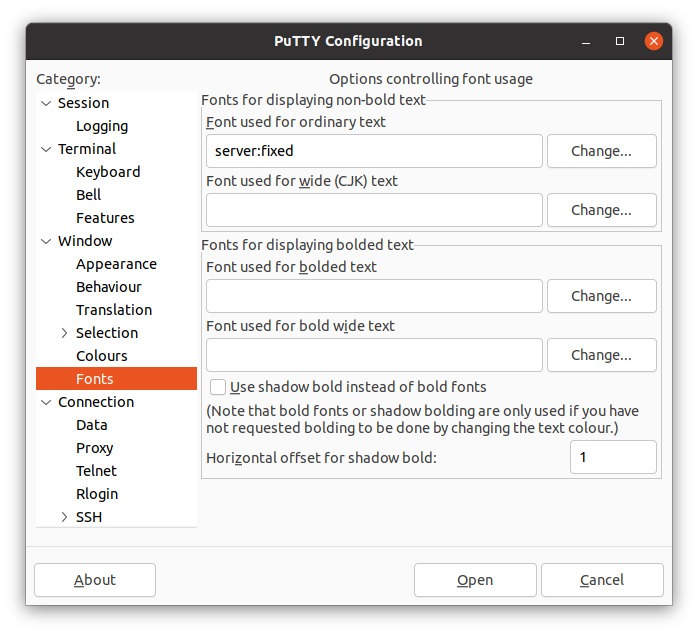 PuTTY Configuration
Category:
Session
Logging
Terminal
Keyboard
Bell
Features
Window
Appearance
Behaviour
Translation
Selection
Colours
Fonts
Connection
Data
Proxy
Telnet
Rlogin
SSH
Options controlling font usage
Fonts for displaying non-bold text
Font used for ordinary text
server:fixed
Change...
Font used for wide (CJK) text
Change...
Fonts for displaying bolded text
Font used for bolded text
Change...
Font used for bold wide text
Change...
Use shadow bold instead of bold fonts
(Note that bold fonts or shadow bolding are only used if you have
not requested bolding to be done by changing the text colour.)
Horizontal offset for shadow bold:
1
About
Open
Cancel